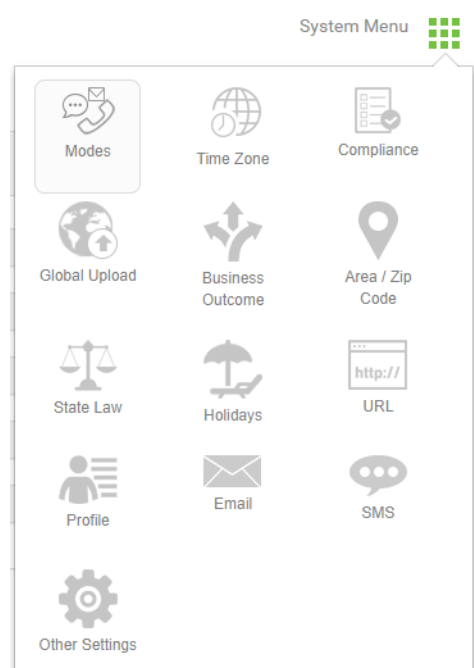 System Menu
Modes
Time Zone
Compliance
Global Upload
Business
Outcome
Area / Zip
Code
State Law
Holidays
http://
URL
Profile
Email
SMS
Other Settings